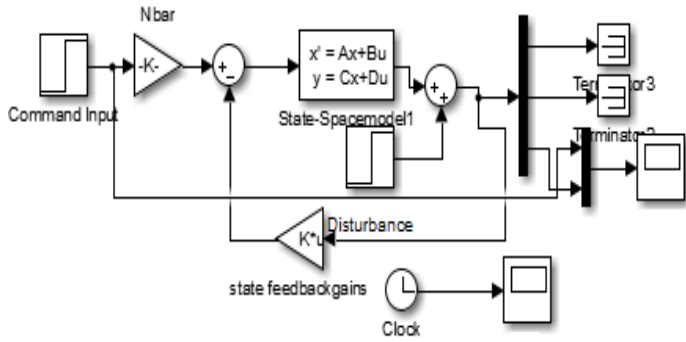 Nbar
-K-
+
-
x' = Ax+Bu
y = Cx+Du
+
+
Command Input
State-Spacemodel1
Disturbance
K*u
state feedbackgains
Clock